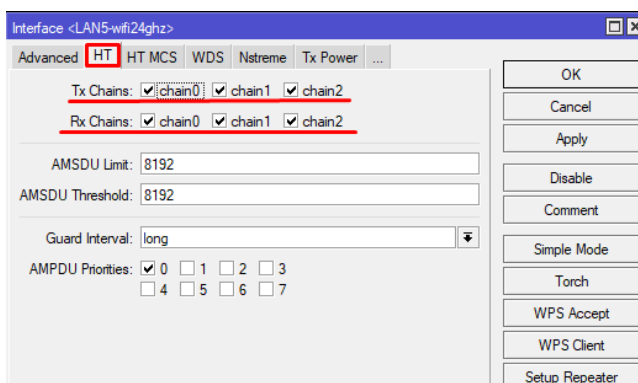 Interface <LAN5-wifi24ghz>
Advanced HT HT MCS WDS Nstreme Tx Power ...
Tx Chains: chain0 chain1 chain2
Rx Chains: chain0 chain1 chain2
AMSDU Limit: 8192
AMSDU Threshold: 8192
Guard Interval: long
AMPDU Priorities: 0 1 2 3
4 5 6 7
OK
Cancel
Apply
Disable
Comment
Simple Mode
Torch
WPS Accept
WPS Client
Setup Repeater